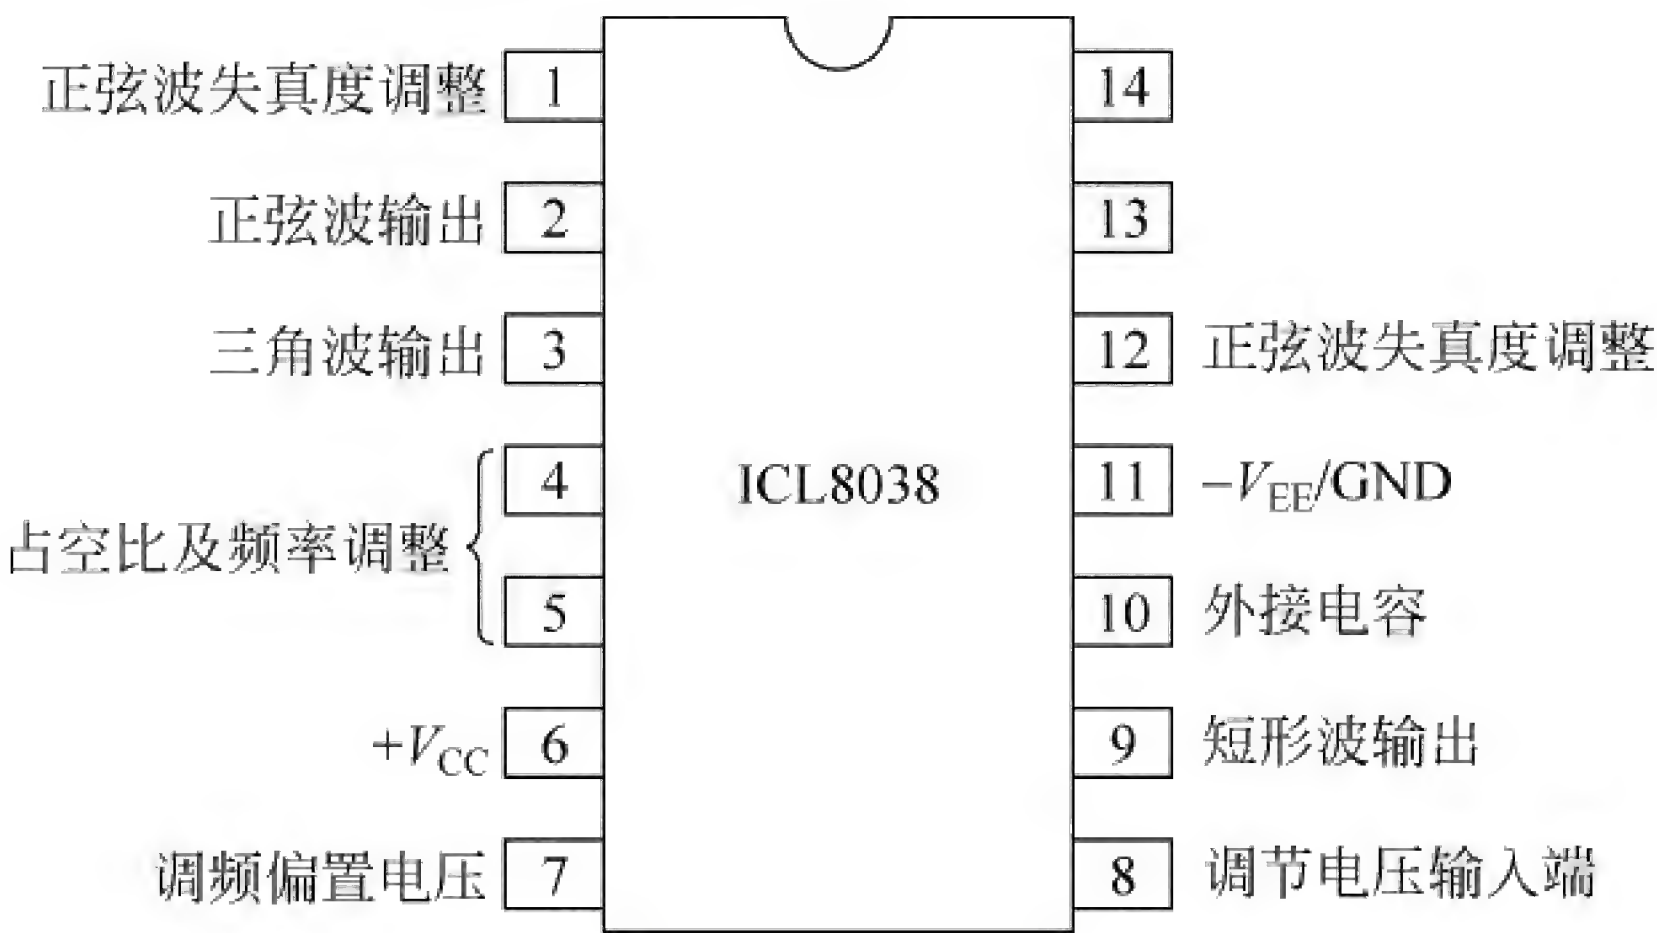 正弦波失真度调整 1
14
正弦波输出 2
13
三角波输出 3
12 正弦波失真度调整
4
ICL8038
11 –VEE/GND
占空比及频率调整
5
10 外接电容
+VCC 6
9 短形波输出
调频偏置电压 7
8 调节电压输入端